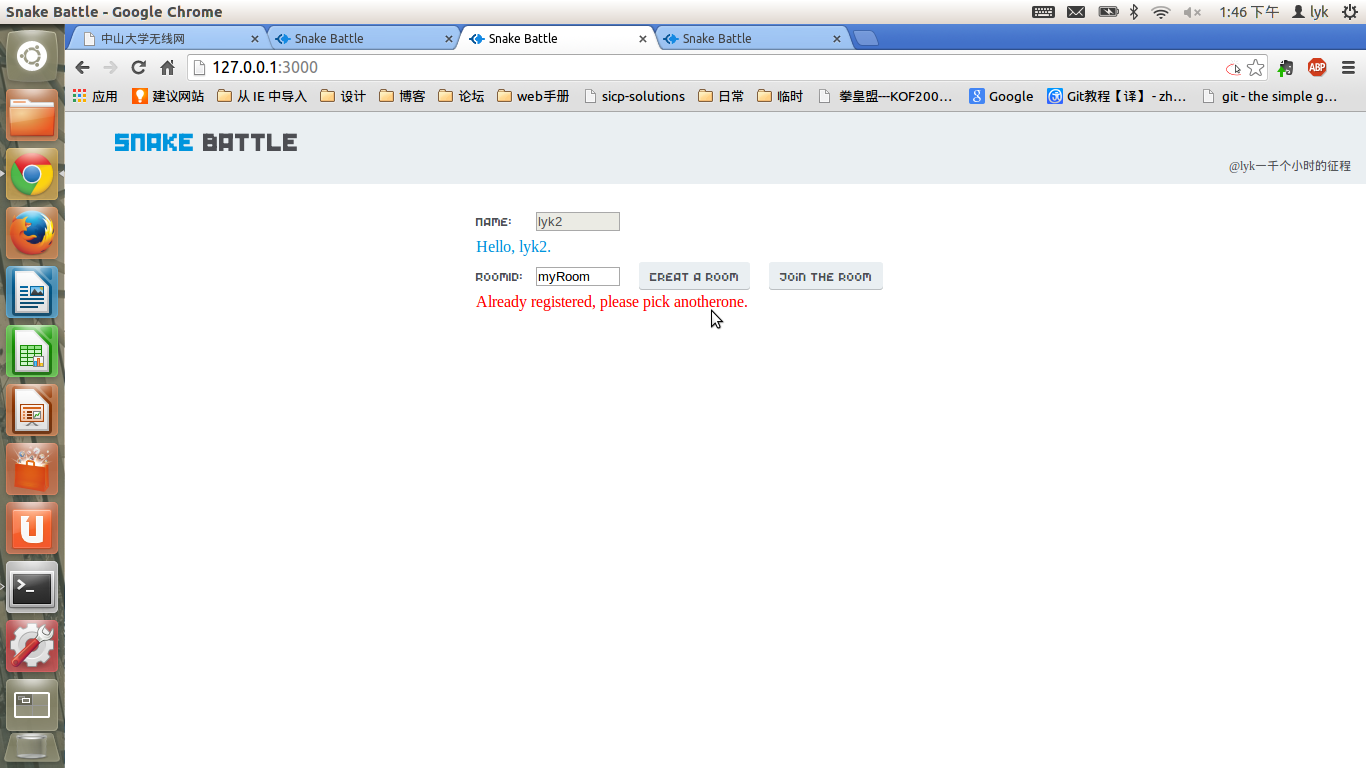 Snake Battle - Google Chrome
1:46 下午 lyk
中山大学无线网 Snake Battle Snake Battle Snake Battle
127.0.0.1:3000
ABP
应用 建议网站 从 IE 中导入 设计 博客 论坛 web手册 sicp-solutions 日常 临时 拳皇盟---KOF200... Google Git教程【译】- zh... git - the simple g...
SNAKE BATTLE
@lyk一千个小时的征程
NAME: lyk2
Hello, lyk2.
ROOMID: myRoom CREAT A ROOM JOIN THE ROOM
Already registered, please pick anotherone.